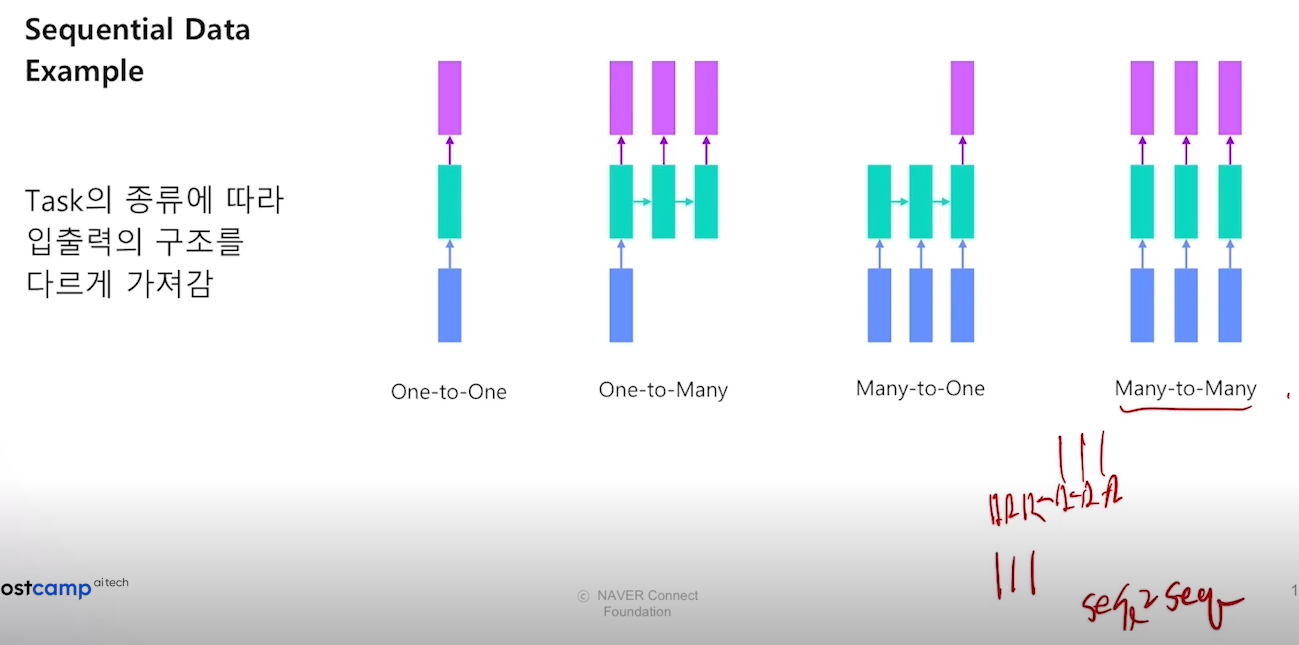 Sequential Data
Example
Task의 종류에 따라
입출력의 구조를
다르게 가져감
One-to-One
One-to-Many
Many-to-One
Many-to-Many
seq2seq
ostcamp ai tech
© NAVER Connect
Foundation
1